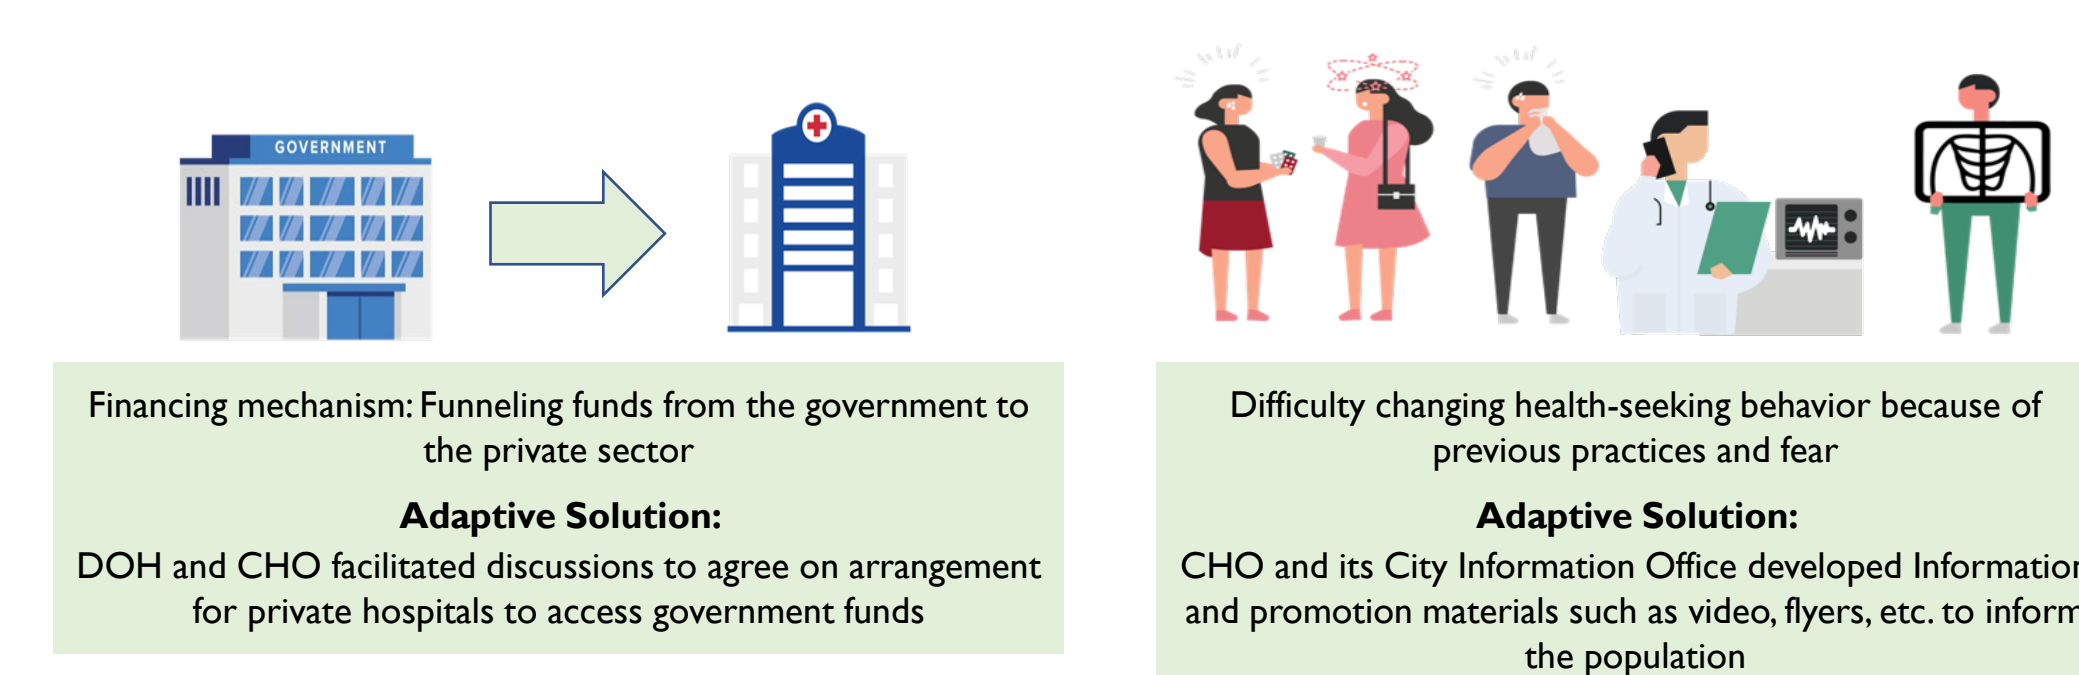 GOVERNMENT
Financing mechanism: Funneling funds from the government to
the private sector
Adaptive Solution:
DOH and CHO facilitated discussions to agree on arrangement
for private hospitals to access government funds
Difficulty changing health-seeking behavior because of
previous practices and fear
Adaptive Solution:
CHO and its City Information Office developed Information
and promotion materials such as video, flyers, etc. to inform
the population